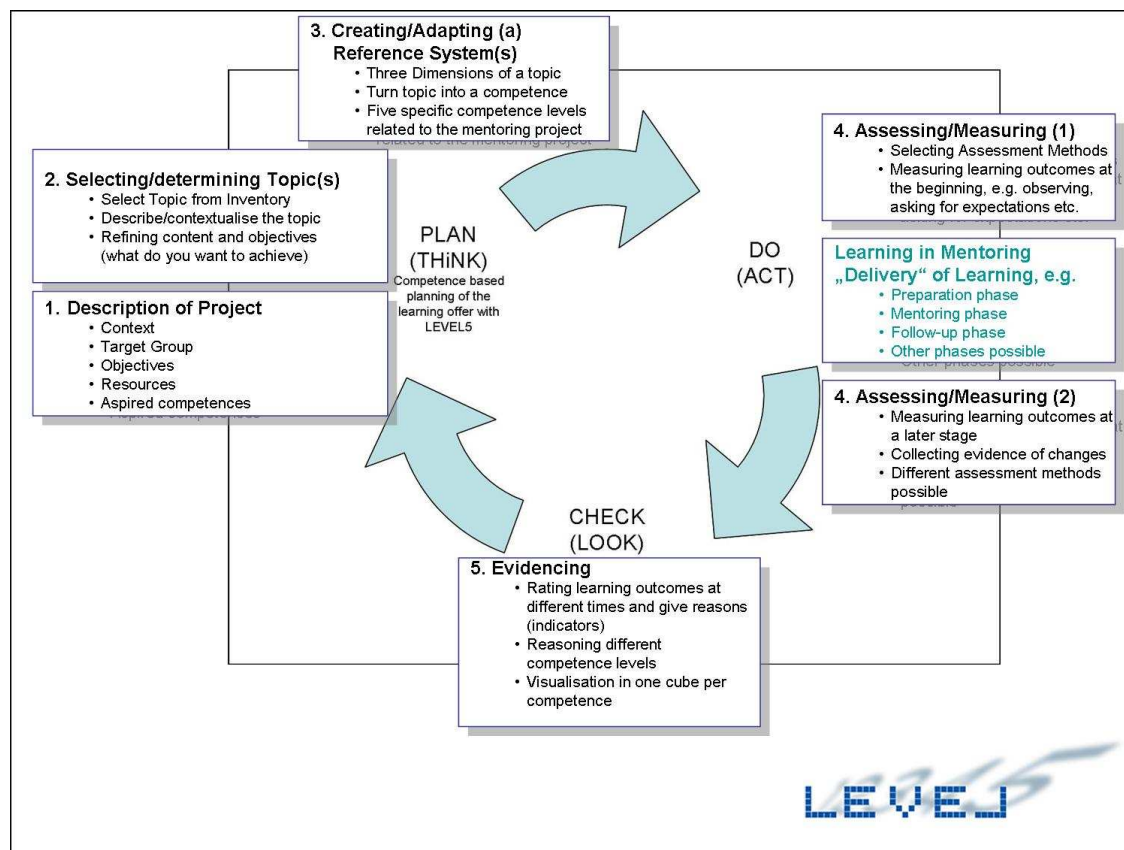 3. Creating/Adapting (a)
Reference System(s)
• Three Dimensions of a topic
• Turn topic into a competence
• Five specific competence levels
related to the mentoring project
2. Selecting/determining Topic(s)
• Select Topic from Inventory
• Describe/contextualise the topic
• Refining content and objectives
(what do you want to achieve)
1. Description of Project
• Context
• Target Group
• Objectives
• Resources
• Aspired competences
PLAN
(THiNK)
Competence based
planning of the
learning offer with
LEVEL5
DO
(ACT)
4. Assessing/Measuring (1)
• Selecting Assessment Methods
• Measuring learning outcomes at
the beginning, e.g. observing,
asking for expectations etc.
Learning in Mentoring
„Delivery“ of Learning, e.g.
• Preparation phase
• Mentoring phase
• Follow-up phase
• Other phases possible
4. Assessing/Measuring (2)
• Measuring learning outcomes at
a later stage
• Collecting evidence of changes
• Different assessment methods
possible
CHECK
(LOOK)
5. Evidencing
• Rating learning outcomes at
different times and give reasons
(indicators)
• Reasoning different
competence levels
• Visualisation in one cube per
competence
LEVEL5